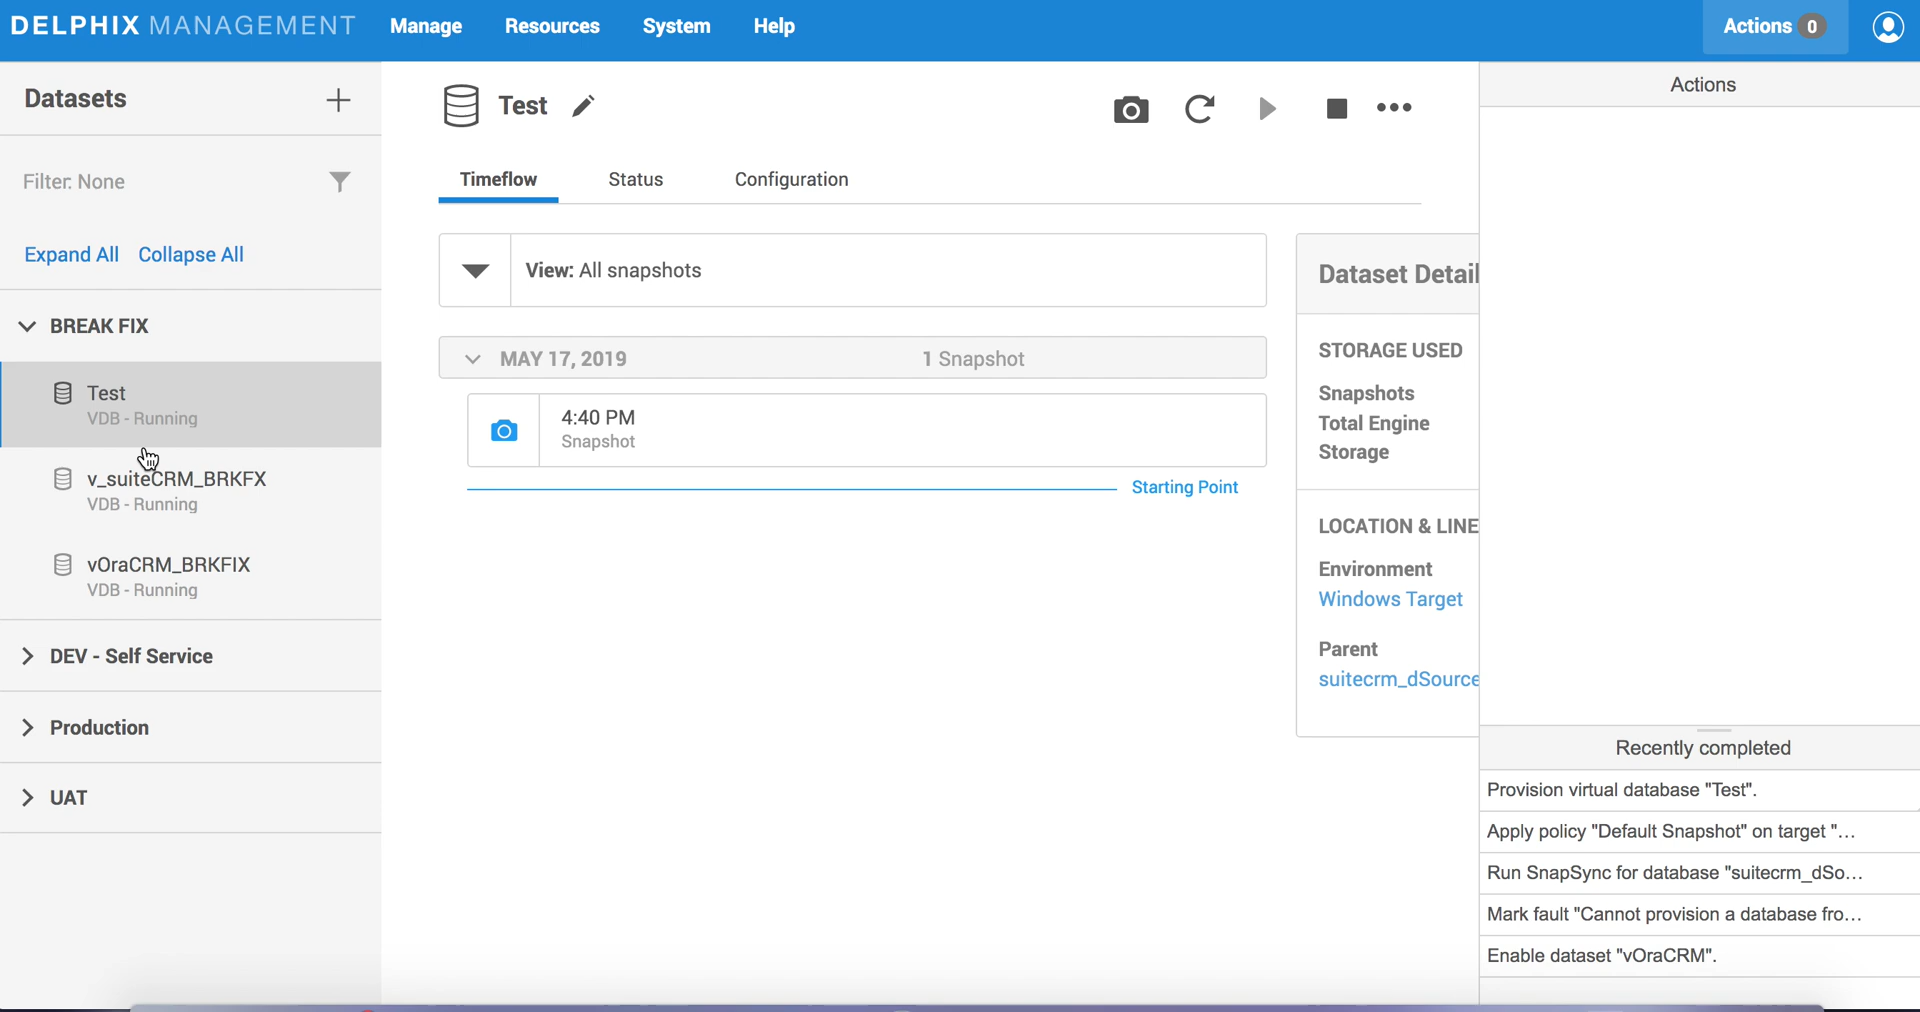 DELPHIX MANAGEMENT
Manage
Resources
System
Help
Actions 0
Datasets
Filter: None
Expand All Collapse All
BREAK FIX
Test
VDB - Running
v_suiteCRM_BRKFX
VDB - Running
vOraCRM_BRKFIX
VDB - Running
DEV - Self Service
Production
UAT
Test
Timeflow
Status
Configuration
View: All snapshots
MAY 17, 2019
1 Snapshot
4:40 PM
Snapshot
Starting Point
Dataset Detail
STORAGE USED
Snapshots
Total Engine
Storage
LOCATION & LINE
Environment
Windows Target
Parent
suitecrm_dSource
Actions
Recently completed
Provision virtual database "Test".
Apply policy "Default Snapshot" on target "...
Run SnapSync for database "suitecrm_dSo...
Mark fault "Cannot provision a database fro...
Enable dataset "vOraCRM".